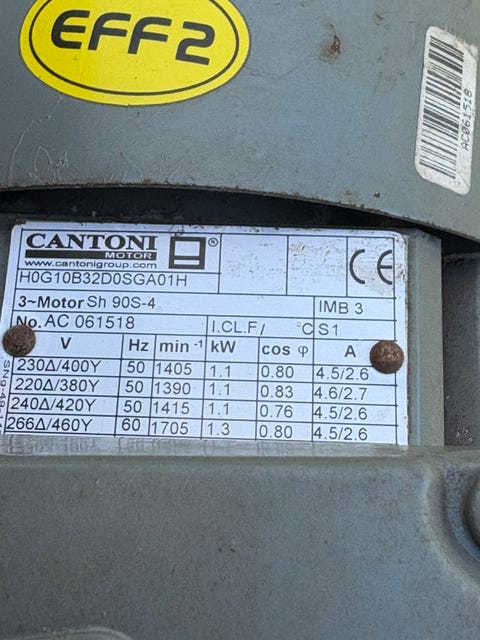 EFF2
AC061518
CANTONI
MOTOR ®
www.cantonigroup.com
CE
H0G10B32D0SGA01H
3~Motor Sh 90S-4 IMB 3
No. AC 061518 I.CL.F/ °C S1
V Hz min⁻¹ kW cos φ A
230Δ/400Y 50 1405 1.1 0.80 4.5/2.6
220Δ/380Y 50 1390 1.1 0.83 4.6/2.7
240Δ/420Y 50 1415 1.1 0.76 4.5/2.6
266Δ/460Y 60 1705 1.3 0.80 4.5/2.6